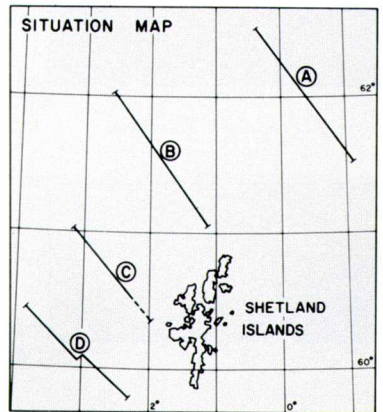 SITUATION MAP
A
62°
B
C
SHETLAND
ISLANDS
D
60°
2° 0°